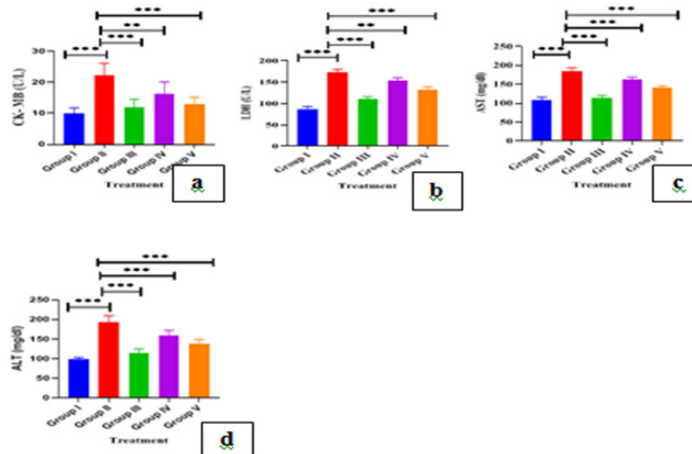 ***
**
***
***
CK-MB (U/L)
30
20
10
0
Group I
Group II
Group III
Group IV
Group V
Treatment
a
***
**
***
***
LDH (U/L)
200
150
100
50
0
Group I
Group II
Group III
Group IV
Group V
Treatment
b
***
***
***
***
AST (mg/dl)
250
200
150
100
50
0
Group I
Group II
Group III
Group IV
Group V
Treatment
c
***
***
***
***
ALT (mg/dl)
250
200
150
100
50
0
Group I
Group II
Group III
Group IV
Group V
Treatment
d